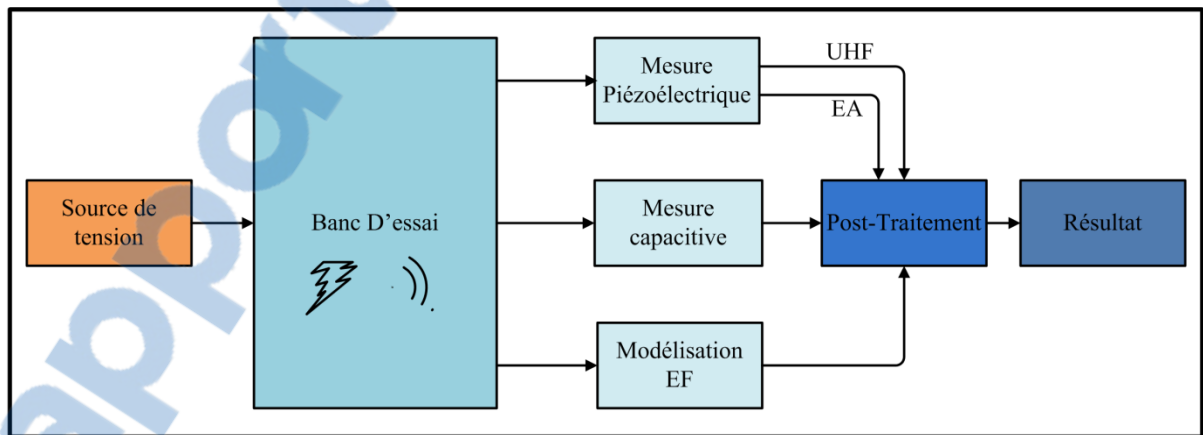 UHF
Mesure
Piézoélectrique
EA
Source de
tension
Banc D'essai
Mesure
capacitive
Post-Traitement
Résultat
Modélisation
EF